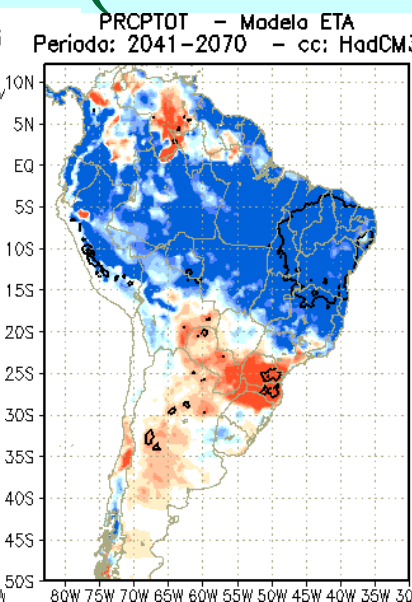 PRCPTOT - Modelo ETA
Periodo: 2041-2070 - cc: HadCM3
10N
5N
EQ
5S
10S
15S
20S
25S
30S
35S
40S
45S
50S
80W 75W 70W 65W 60W 55W 50W 45W 40W 35W 30